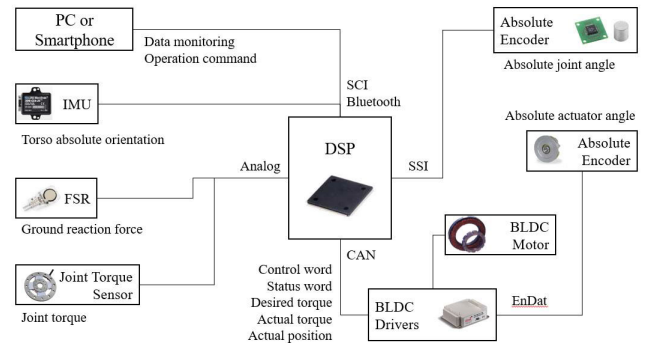 PC or
Smartphone
Data monitoring
Operation command
IMU
Torso absolute orientation
SCI
Bluetooth
Absolute
Encoder
Absolute joint angle
Absolute actuator angle
Absolute
Encoder
DSP
Analog
SSI
FSR
Ground reaction force
Joint Torque
Sensor
Joint torque
CAN
Control word
Status word
Desired torque
Actual torque
Actual position
BLDC
Motor
BLDC
Drivers
EnDat